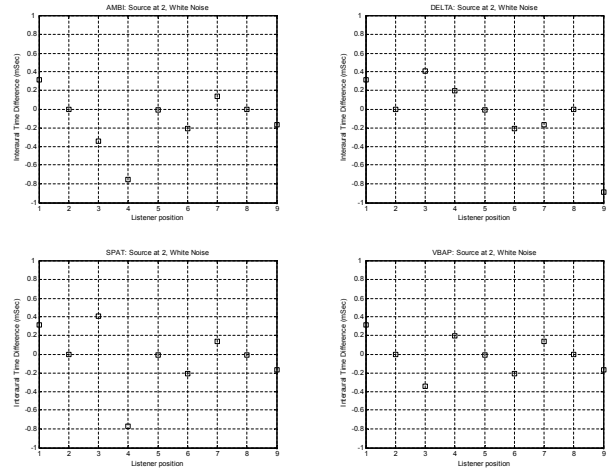 AMBI: Source at 2, White Noise
Interaural Time Difference (mSec)
1
0.8
0.6
0.4
0.2
0
-0.2
-0.4
-0.6
-0.8
-1
1 2 3 4 5 6 7 8 9
Listener position
DELTA: Source at 2, White Noise
Interaural Time Difference (mSec)
1
0.8
0.6
0.4
0.2
0
-0.2
-0.4
-0.6
-0.8
-1
1 2 3 4 5 6 7 8 9
Listener position
SPAT: Source at 2, White Noise
Interaural Time Difference (mSec)
1
0.8
0.6
0.4
0.2
0
-0.2
-0.4
-0.6
-0.8
-1
1 2 3 4 5 6 7 8 9
Listener position
VBAP: Source at 2, White Noise
Interaural Time Difference (mSec)
1
0.8
0.6
0.4
0.2
0
-0.2
-0.4
-0.6
-0.8
-1
1 2 3 4 5 6 7 8 9
Listener position